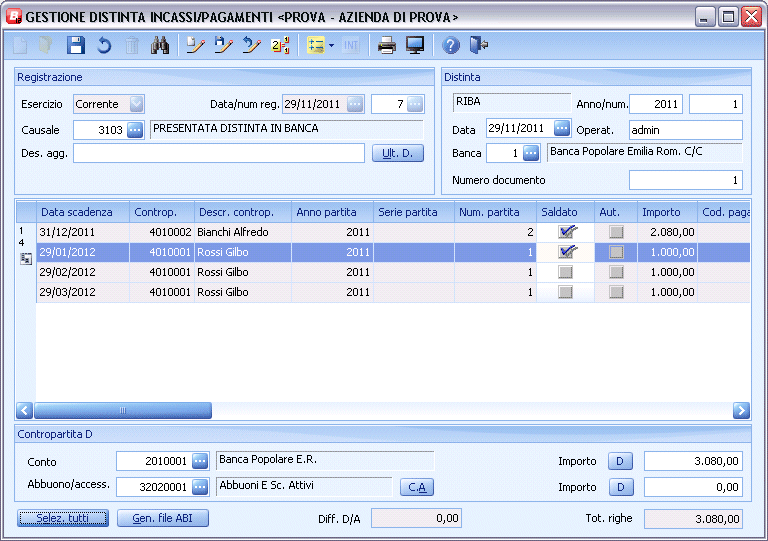 GESTIONE DISTINTA INCASSI/PAGAMENTI <PROVA - AZIENDA DI PROVA>
Registrazione
Esercizio Corrente Data/num reg. 29/11/2011 7
Causale 3103 PRESENTATA DISTINTA IN BANCA
Des. agg. Ult. D.
Distinta
RIBA Anno/num. 2011 1
Data 29/11/2011 Operat. admin
Banca 1 Banca Popolare Emilia Rom. C/C
Numero documento 1
Data scadenza Controp. Descr. controp. Anno partita Serie partita Num. partita Saldato Aut. Importo Cod. paga
1
4
31/12/2011 4010002 Bianchi Alfredo 2011 2 2.080,00
29/01/2012 4010001 Rossi Gilbo 2011 1 1.000,00
29/02/2012 4010001 Rossi Gilbo 2011 1 1.000,00
29/03/2012 4010001 Rossi Gilbo 2011 1 1.000,00
Contropartita D
Conto 2010001 Banca Popolare E.R. Importo D 3.080,00
Abbuono/access. 32020001 Abbuoni E Sc. Attivi C.A Importo D 0,00
Selez. tutti Gen. file ABI Diff. D/A 0,00 Tot. righe 3.080,00